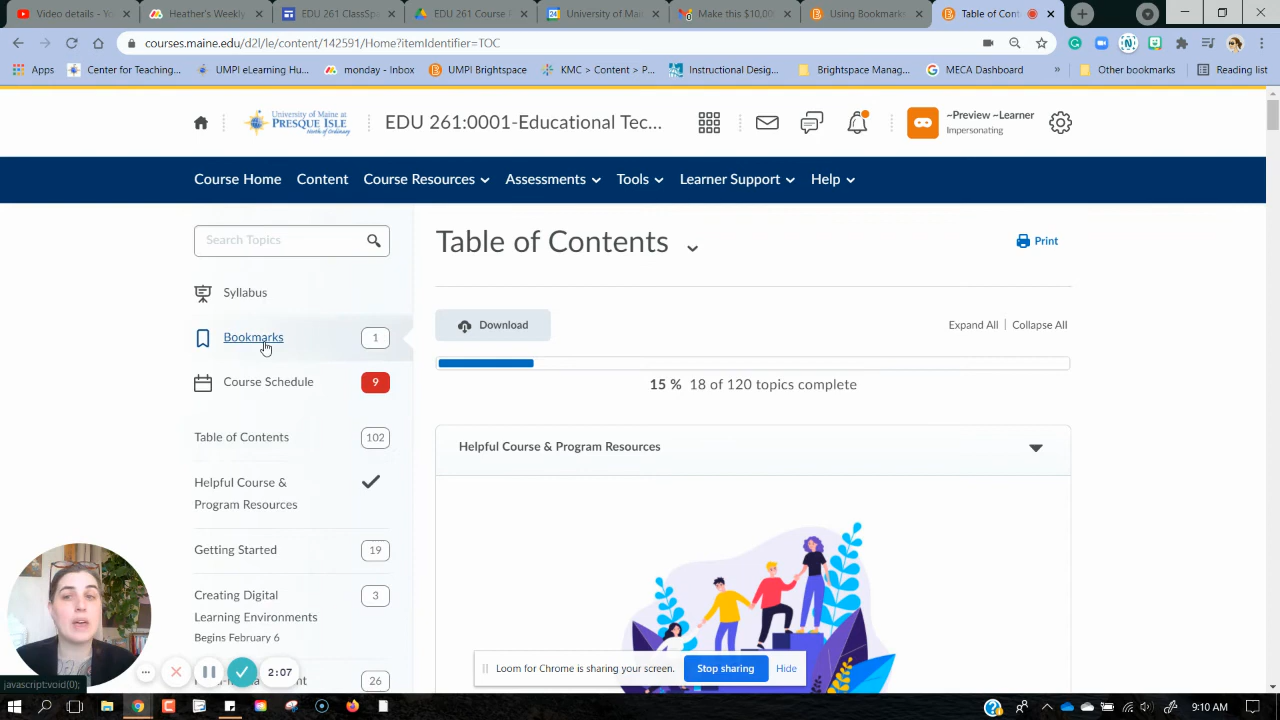 Video details - Yo
Heather's Weekly
EDU 261 ClassSpa
EDU 261 Course F
University of Main
Make this $10,00
Using Bookmarks
Table of Cont
courses.maine.edu/d2l/le/content/142591/Home?itemIdentifier=TOC
Apps
Center for Teaching...
UMPI eLearning Hu...
monday - Inbox
UMPI Brightspace
KMC > Content > P...
Instructional Desig...
Brightspace Manag...
MECA Dashboard
»
Other bookmarks
Reading list
University of Maine at
PRESQUE ISLE
North of Ordinary
EDU 261:0001-Educational Tec...
~Preview ~Learner
Impersonating
Course Home
Content
Course Resources
Assessments
Tools
Learner Support
Help
Search Topics
Table of Contents
Print
Syllabus
Bookmarks
1
Download
Expand All
Collapse All
Course Schedule
9
15 % 18 of 120 topics complete
Table of Contents
102
Helpful Course & Program Resources
Helpful Course &
Program Resources
Getting Started
19
Creating Digital
Learning Environments
Begins February 6
3
26
Loom for Chrome is sharing your screen.
Stop sharing
Hide
2:07
javascript:void(0);
9:10 AM